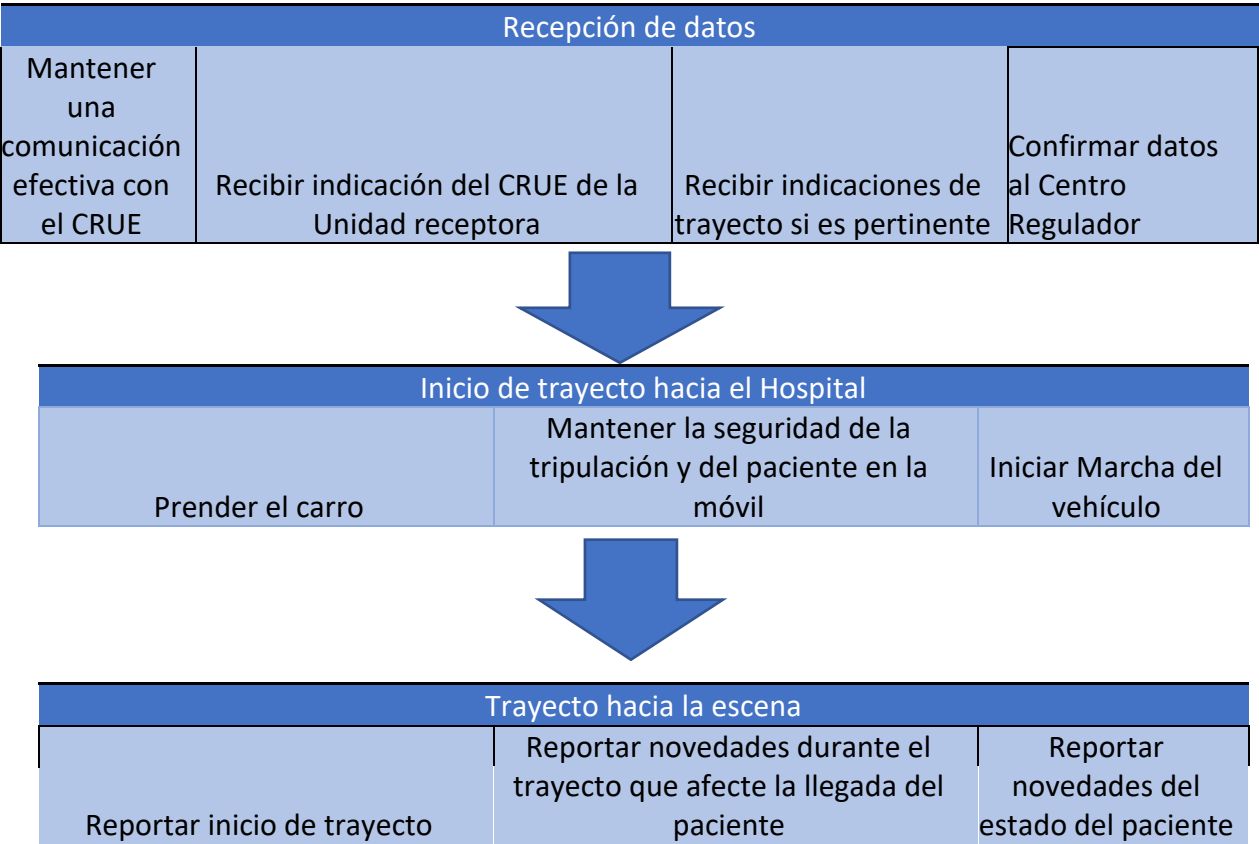 Recepción de datos
Mantener
una
comunicación
efectiva con
el CRUE
Recibir indicación del CRUE de la
Unidad receptora
Recibir indicaciones de
trayecto si es pertinente
Confirmar datos
al Centro
Regulador
Inicio de trayecto hacia el Hospital
Prender el carro
Mantener la seguridad de la
tripulación y del paciente en la
móvil
Iniciar Marcha del
vehículo
Trayecto hacia la escena
Reportar inicio de trayecto
Reportar novedades durante el
trayecto que afecte la llegada del
paciente
Reportar
novedades del
estado del paciente